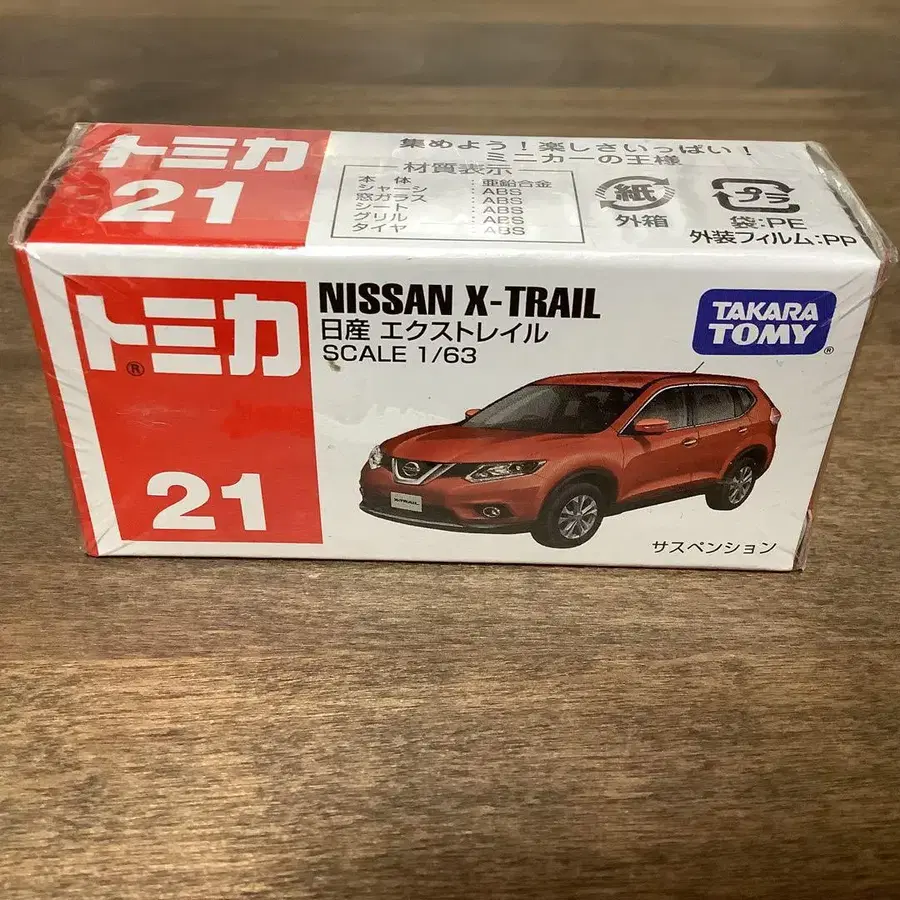 トミカ
21
集めよう!楽しさいっぱい!
ミニカーの王様
材質表示
本体 : 亜鉛合金
シャーシ : ABS
窓ガラス : ABS
シート : ABS
グリル : ABS
タイヤ : ABS
紙
外箱
プラ
袋:PE
外装フィルム:PP
トミカ®
21
NISSAN X-TRAIL
日産 エクストレイル
SCALE 1/63
TAKARA
TOMY®
X-TRAIL
サスペンション